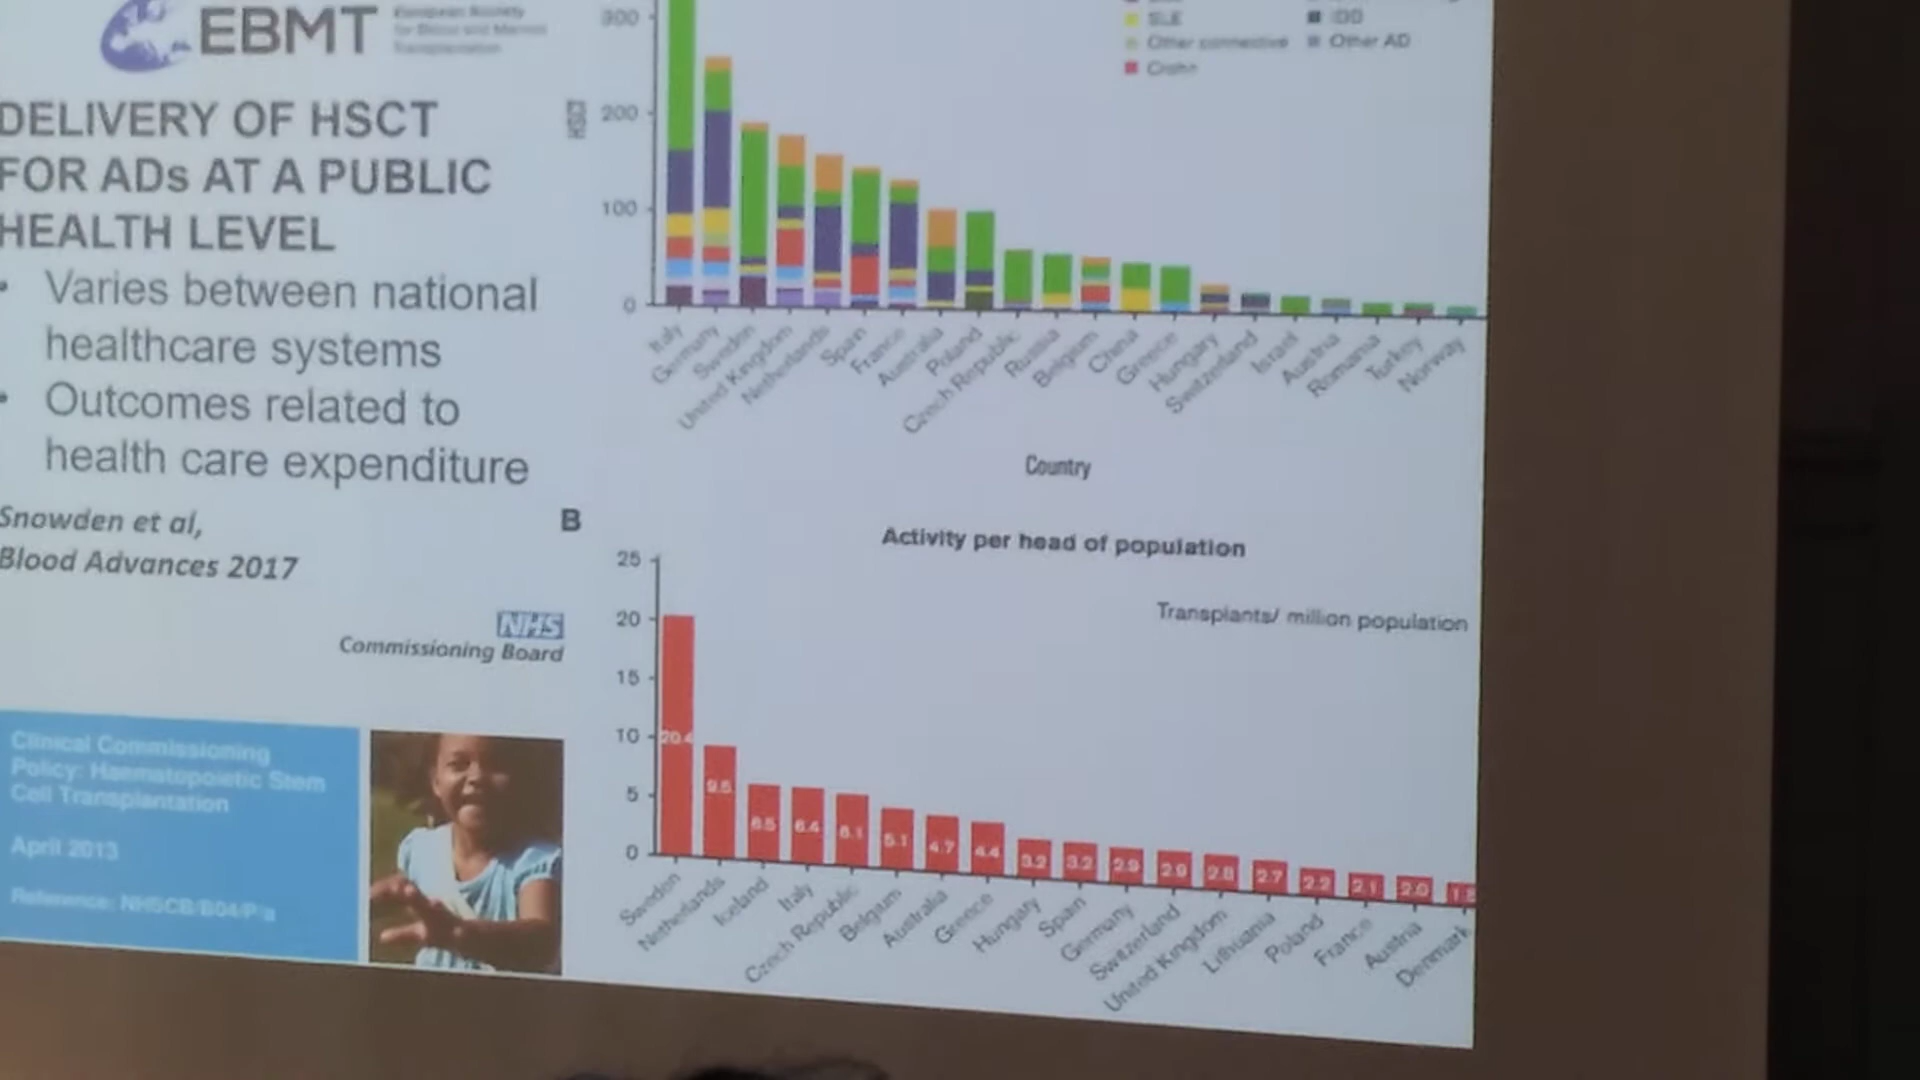 EBMT
European Society
for Blood and Marrow
Transplantation
DELIVERY OF HSCT
FOR ADs AT A PUBLIC
HEALTH LEVEL
• Varies between national
healthcare systems
• Outcomes related to
health care expenditure
Snowden et al,
Blood Advances 2017
NHS
Commissioning Board
Clinical Commissioning
Policy: Haematopoietic Stem
Cell Transplantation
April 2013
Reference: NHSCB/B04/P/a
300
200
100
0
HSCT
SLE
Other connective
Crohn
IDD
Other AD
Italy
Germany
Sweden
United Kingdom
Netherlands
Spain
France
Australia
Poland
Czech Republic
Russia
Belgium
China
Greece
Hungary
Switzerland
Israel
Austria
Romania
Turkey
Norway
Country
B
Activity per head of population
Transplants/ million population
25
20
15
10
5
0
20.4
9.5
6.5
6.4
6.1
5.1
4.7
4.4
3.2
3.2
2.9
2.9
2.8
2.7
2.2
2.1
2.0
1.8
Sweden
Netherlands
Iceland
Italy
Czech Republic
Belgium
Australia
Greece
Hungary
Spain
Germany
Switzerland
United Kingdom
Lithuania
Poland
France
Austria
Denmark